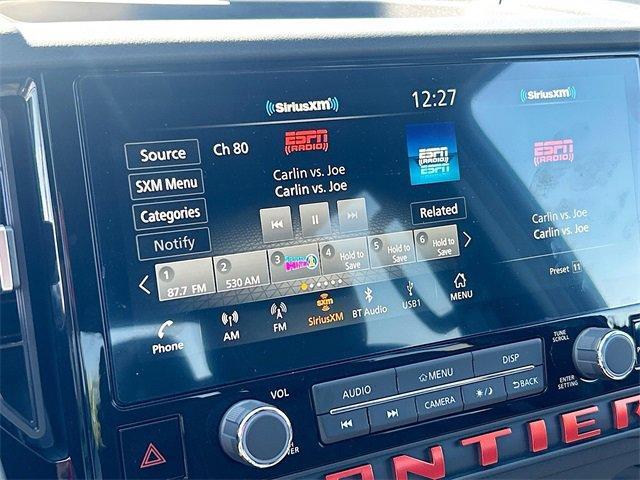 SiriusXM
12:27
SiriusXM
Source
Ch 80
ESPN
RADIO
ESPN
RADIO
ESPN
ESPN
RADIO
SXM Menu
Carlin vs. Joe
Carlin vs. Joe
Categories
Related
Carlin vs. Joe
Carlin vs. Joe
Notify
1
87.7 FM
2
530 AM
3
4
Hold to
Save
5
Hold to
Save
6
Hold to
Save
Preset 11
Phone
AM
FM
sxm
SiriusXM
BT Audio
USB1
MENU
VOL
AUDIO
MENU
DISP
CAMERA
BACK
TUNE
SCROLL
ENTER
SETTING
ONTIER